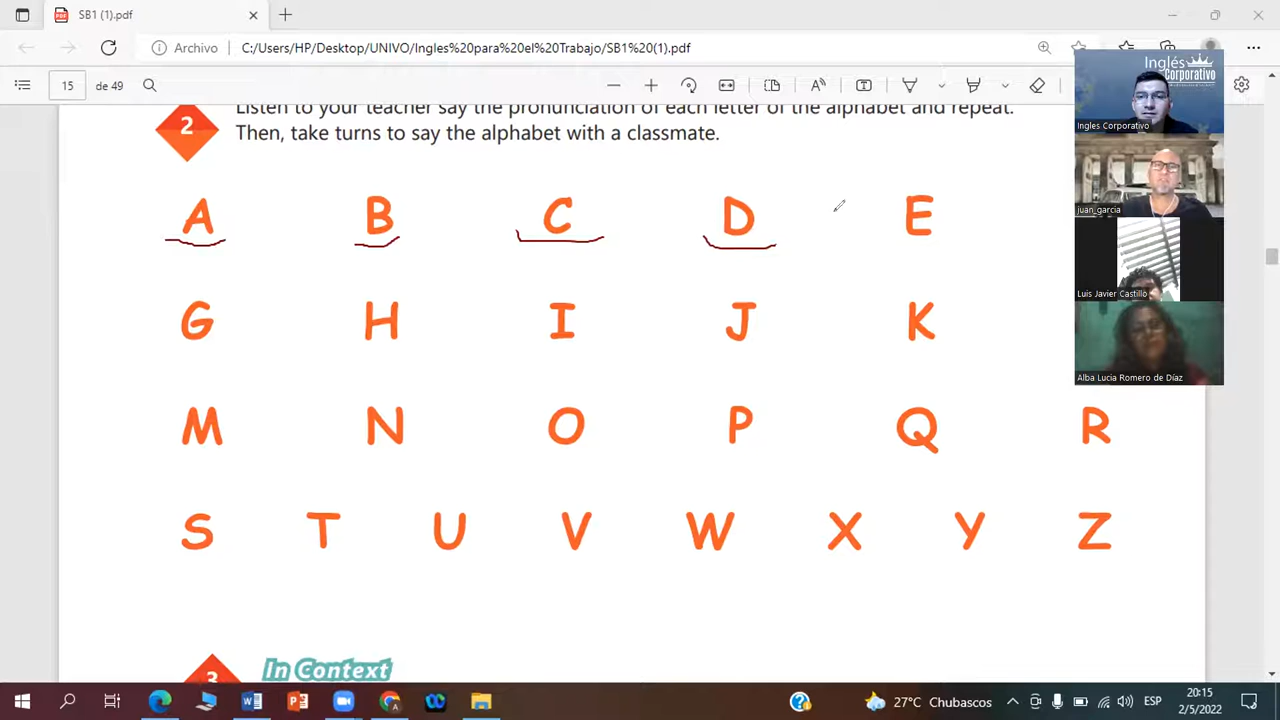 SB1 (1).pdf
Archivo
C:/Users/HP/Desktop/UNIVO/Ingles%20para%20el%20Trabajo/SB1%20(1).pdf
15 de 49
Listen to your teacher say the pronunciation of each letter of the alphabet and repeat.
2
Then, take turns to say the alphabet with a classmate.
A B C D E
G H I J K
M N O P Q R
S T U V W X Y Z
3
In Context
Inglés
Corporativo
Ingles Corporativo
juan_garcia
Luis Javier Castillo
Alba Lucia Romero de Díaz
27°C Chubascos
ESP
20:15
2/5/2022